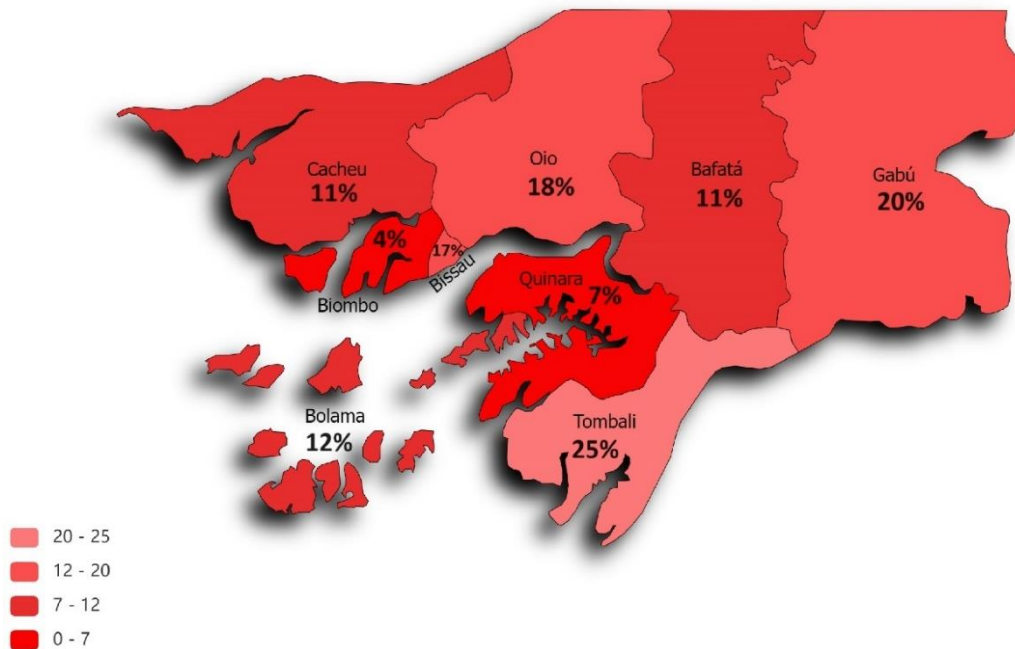 Cacheu
11%
Oio
18%
Bafatá
11%
Gabú
20%
4%
Biombo
17%
Bissau
Quinara
7%
Bolama
12%
Tombali
25%
20 - 25
12 - 20
7 - 12
0 - 7